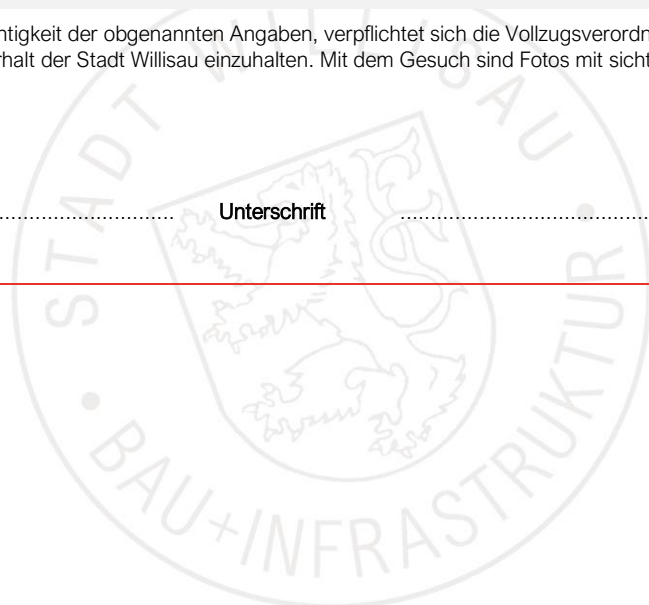 htigkeit der obgenannten Angaben, verpflichtet sich die Vollzugsverordn
rhalt der Stadt Willisau einzuhalten. Mit dem Gesuch sind Fotos mit sicht
........................... Unterschrift ........................................
STADT WILLISAU • BAU+INFRASTRUKTUR •